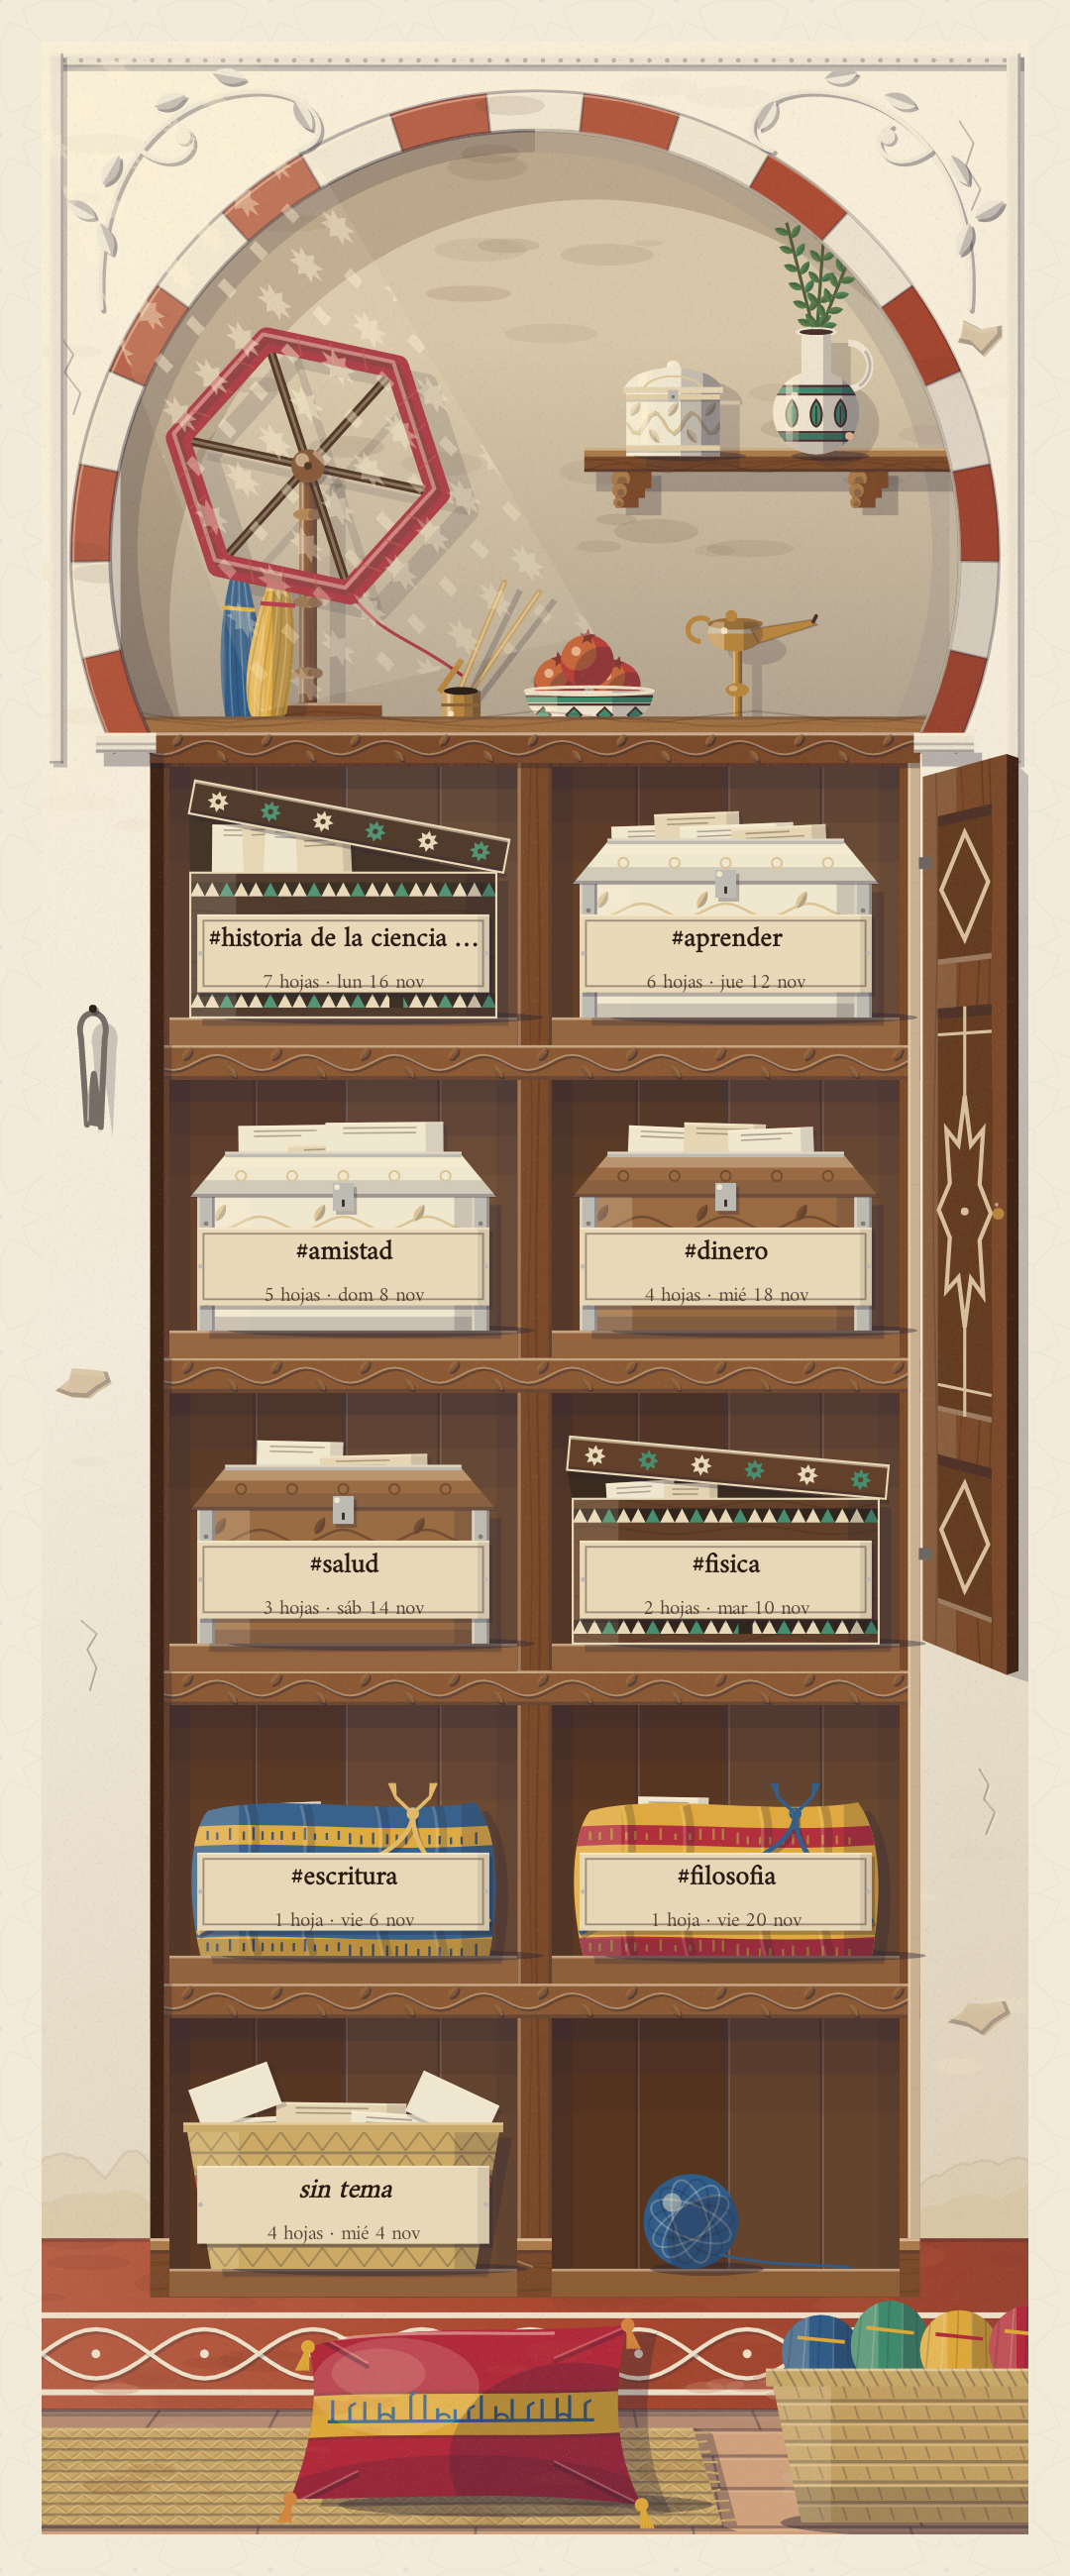 #historia de la ciencia …
7 hojas · lun 16 nov
#aprender
6 hojas · jue 12 nov
#amistad
5 hojas · dom 8 nov
#dinero
4 hojas · mié 18 nov
#salud
3 hojas · sáb 14 nov
#fisica
2 hojas · mar 10 nov
#escritura
1 hoja · vie 6 nov
#filosofia
1 hoja · vie 20 nov
sin tema
4 hojas · mié 4 nov